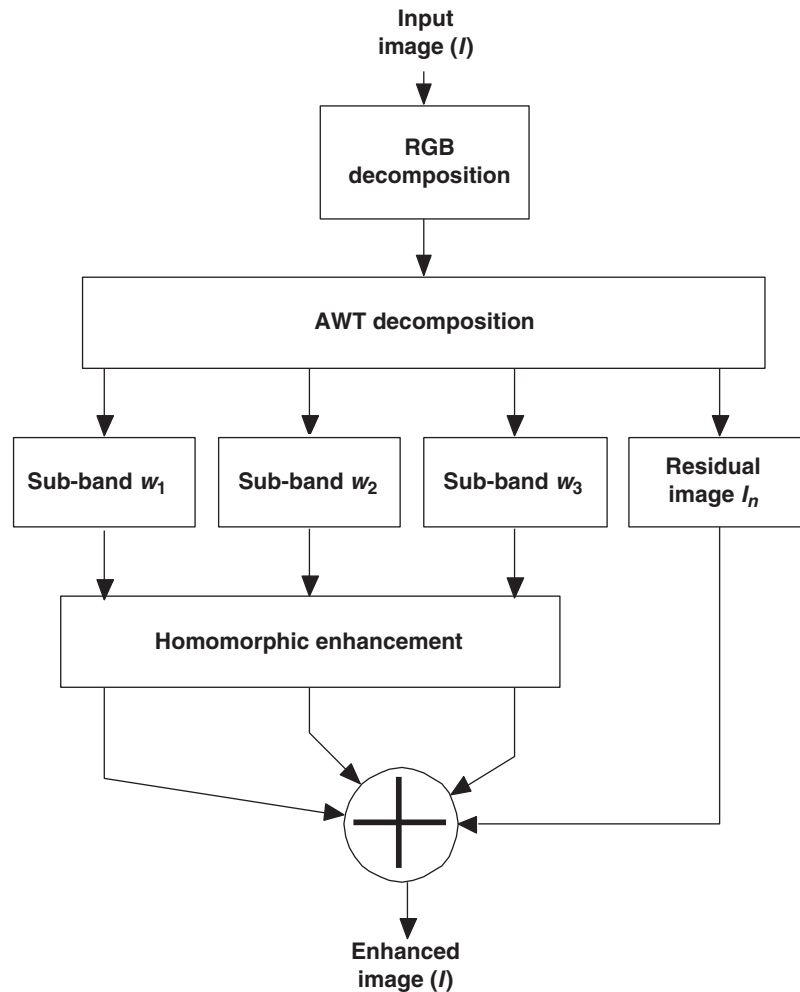 Input
image (I)
RGB
decomposition
AWT decomposition
Sub-band w1
Sub-band w2
Sub-band w3
Residual
image In
Homomorphic enhancement
Enhanced
image (I)